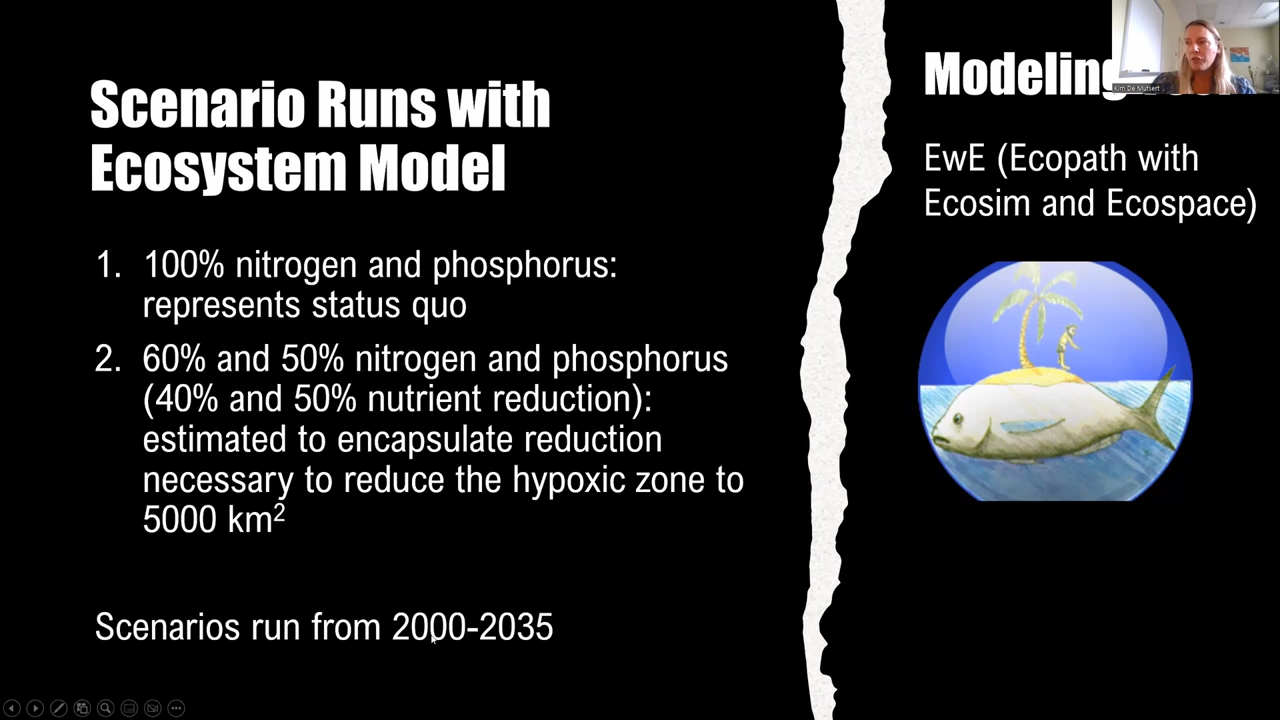 Scenario Runs with
Ecosystem Model
1. 100% nitrogen and phosphorus:
represents status quo
2. 60% and 50% nitrogen and phosphorus
(40% and 50% nutrient reduction):
estimated to encapsulate reduction
necessary to reduce the hypoxic zone to
5000 km²
Scenarios run from 2000-2035
Modeling
Kim De Mutsert
EwE (Ecopath with
Ecosim and Ecospace)